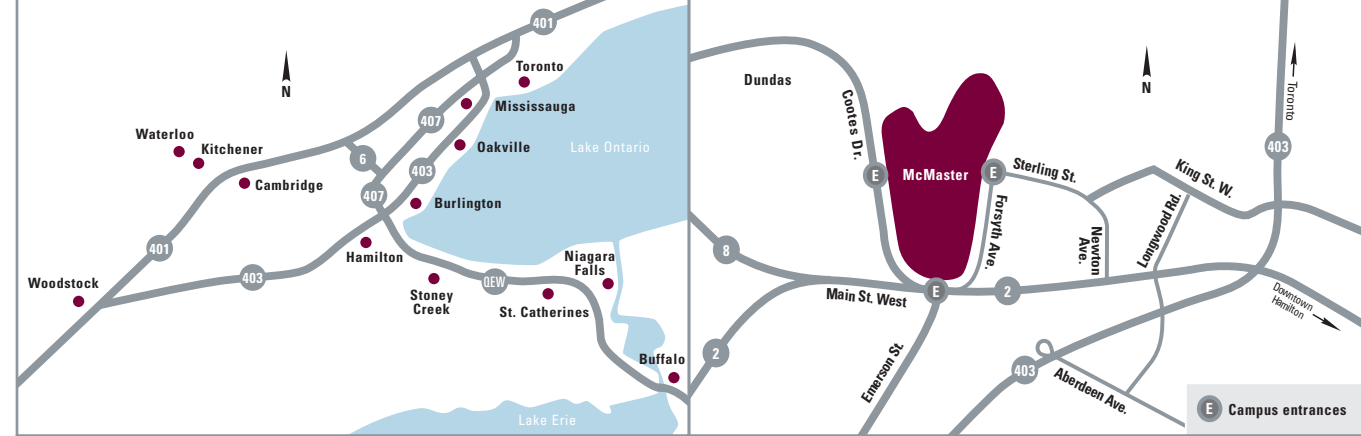 401
N
Toronto
Mississauga
407
Waterloo
Kitchener
6
Oakville
Lake Ontario
403
Cambridge
407
Burlington
401
Hamilton
403
QEW
Niagara
Falls
Woodstock
Stoney
Creek
St. Catherines
Buffalo
Lake Erie
Dundas
N
Toronto
Cootes Dr.
403
E
McMaster
E
Sterling St.
King St. W.
Forsyth Ave.
Newton
Ave.
Longwood Rd.
8
Main St. West
E
2
Downtown
Hamilton
2
Emerson St.
403
Aberdeen Ave.
E Campus entrances